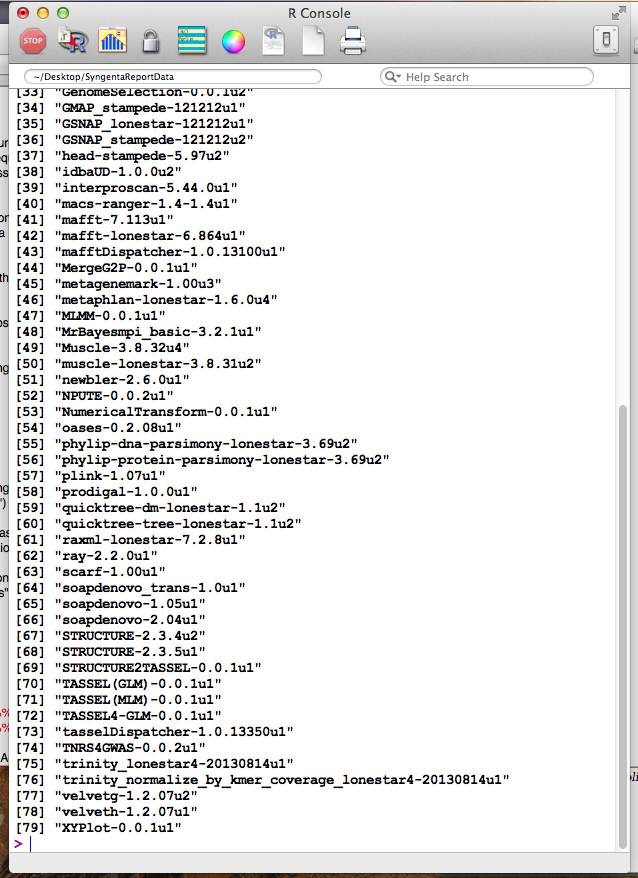 R Console
STOP
~/Desktop/SyngentaReportData
Help Search
[33] "GenomeSelection-0.0.1u2"
[34] "GMAP_stampede-121212u1"
[35] "GSNAP_lonestar-121212u1"
[36] "GSNAP_stampede-121212u2"
[37] "head-stampede-5.97u2"
[38] "idbaUD-1.0.0u2"
[39] "interproscan-5.44.0u1"
[40] "macs-ranger-1.4-1.4u1"
[41] "mafft-7.113u1"
[42] "mafft-lonestar-6.864u1"
[43] "mafftDispatcher-1.0.13100u1"
[44] "MergeG2P-0.0.1u1"
[45] "metagenemark-1.00u3"
[46] "metaphlan-lonestar-1.6.0u4"
[47] "MLMM-0.0.1u1"
[48] "MrBayesmpi_basic-3.2.1u1"
[49] "Muscle-3.8.32u4"
[50] "muscle-lonestar-3.8.31u2"
[51] "newbler-2.6.0u1"
[52] "NPUTE-0.0.2u1"
[53] "NumericalTransform-0.0.1u1"
[54] "oases-0.2.08u1"
[55] "phylip-dna-parsimony-lonestar-3.69u2"
[56] "phylip-protein-parsimony-lonestar-3.69u2"
[57] "plink-1.07u1"
[58] "prodigal-1.0.0u1"
[59] "quicktree-dm-lonestar-1.1u2"
[60] "quicktree-tree-lonestar-1.1u2"
[61] "raxml-lonestar-7.2.8u1"
[62] "ray-2.2.0u1"
[63] "scarf-1.00u1"
[64] "soapdenovo_trans-1.0u1"
[65] "soapdenovo-1.05u1"
[66] "soapdenovo-2.04u1"
[67] "STRUCTURE-2.3.4u2"
[68] "STRUCTURE-2.3.5u1"
[69] "STRUCTURE2TASSEL-0.0.1u1"
[70] "TASSEL(GLM)-0.0.1u1"
[71] "TASSEL(MLM)-0.0.1u1"
[72] "TASSEL4-GLM-0.0.1u1"
[73] "tasselDispatcher-1.0.13350u1"
[74] "TNRS4GWAS-0.0.2u1"
[75] "trinity_lonestar4-20130814u1"
[76] "trinity_normalize_by_kmer_coverage_lonestar4-20130814u1"
[77] "velvetg-1.2.07u2"
[78] "velveth-1.2.07u1"
[79] "XYPlot-0.0.1u1"
>